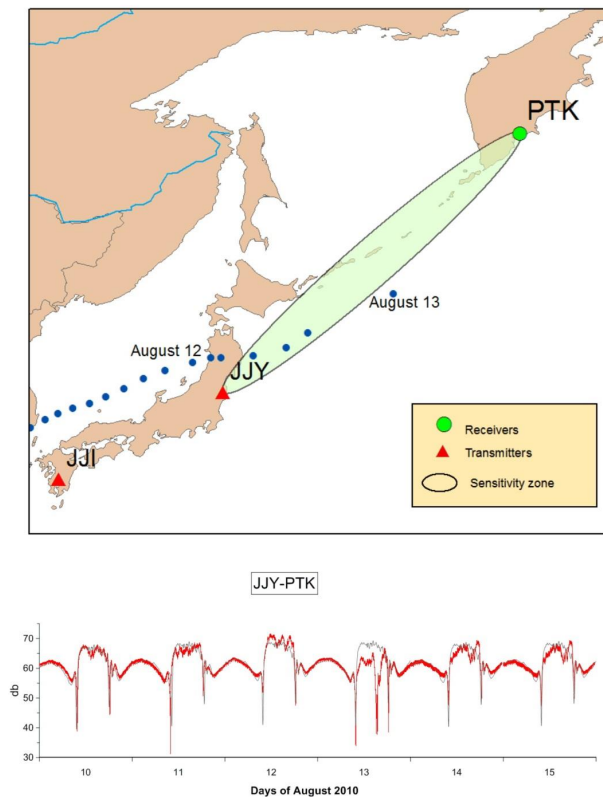 PTK
August 13
August 12
JJY
JJI
Receivers
Transmitters
Sensitivity zone
JJY-PTK
70
60
50
40
30
db
10 11 12 13 14 15
Days of August 2010